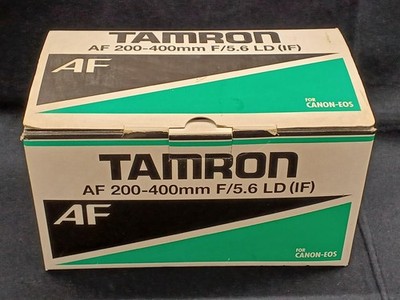 TAMRON
AF 200-400mm F/5.6 LD (IF)
AF
FOR
CANON-EOS
TAMRON
AF 200-400mm F/5.6 LD (IF)
AF
FOR
CANON-EOS